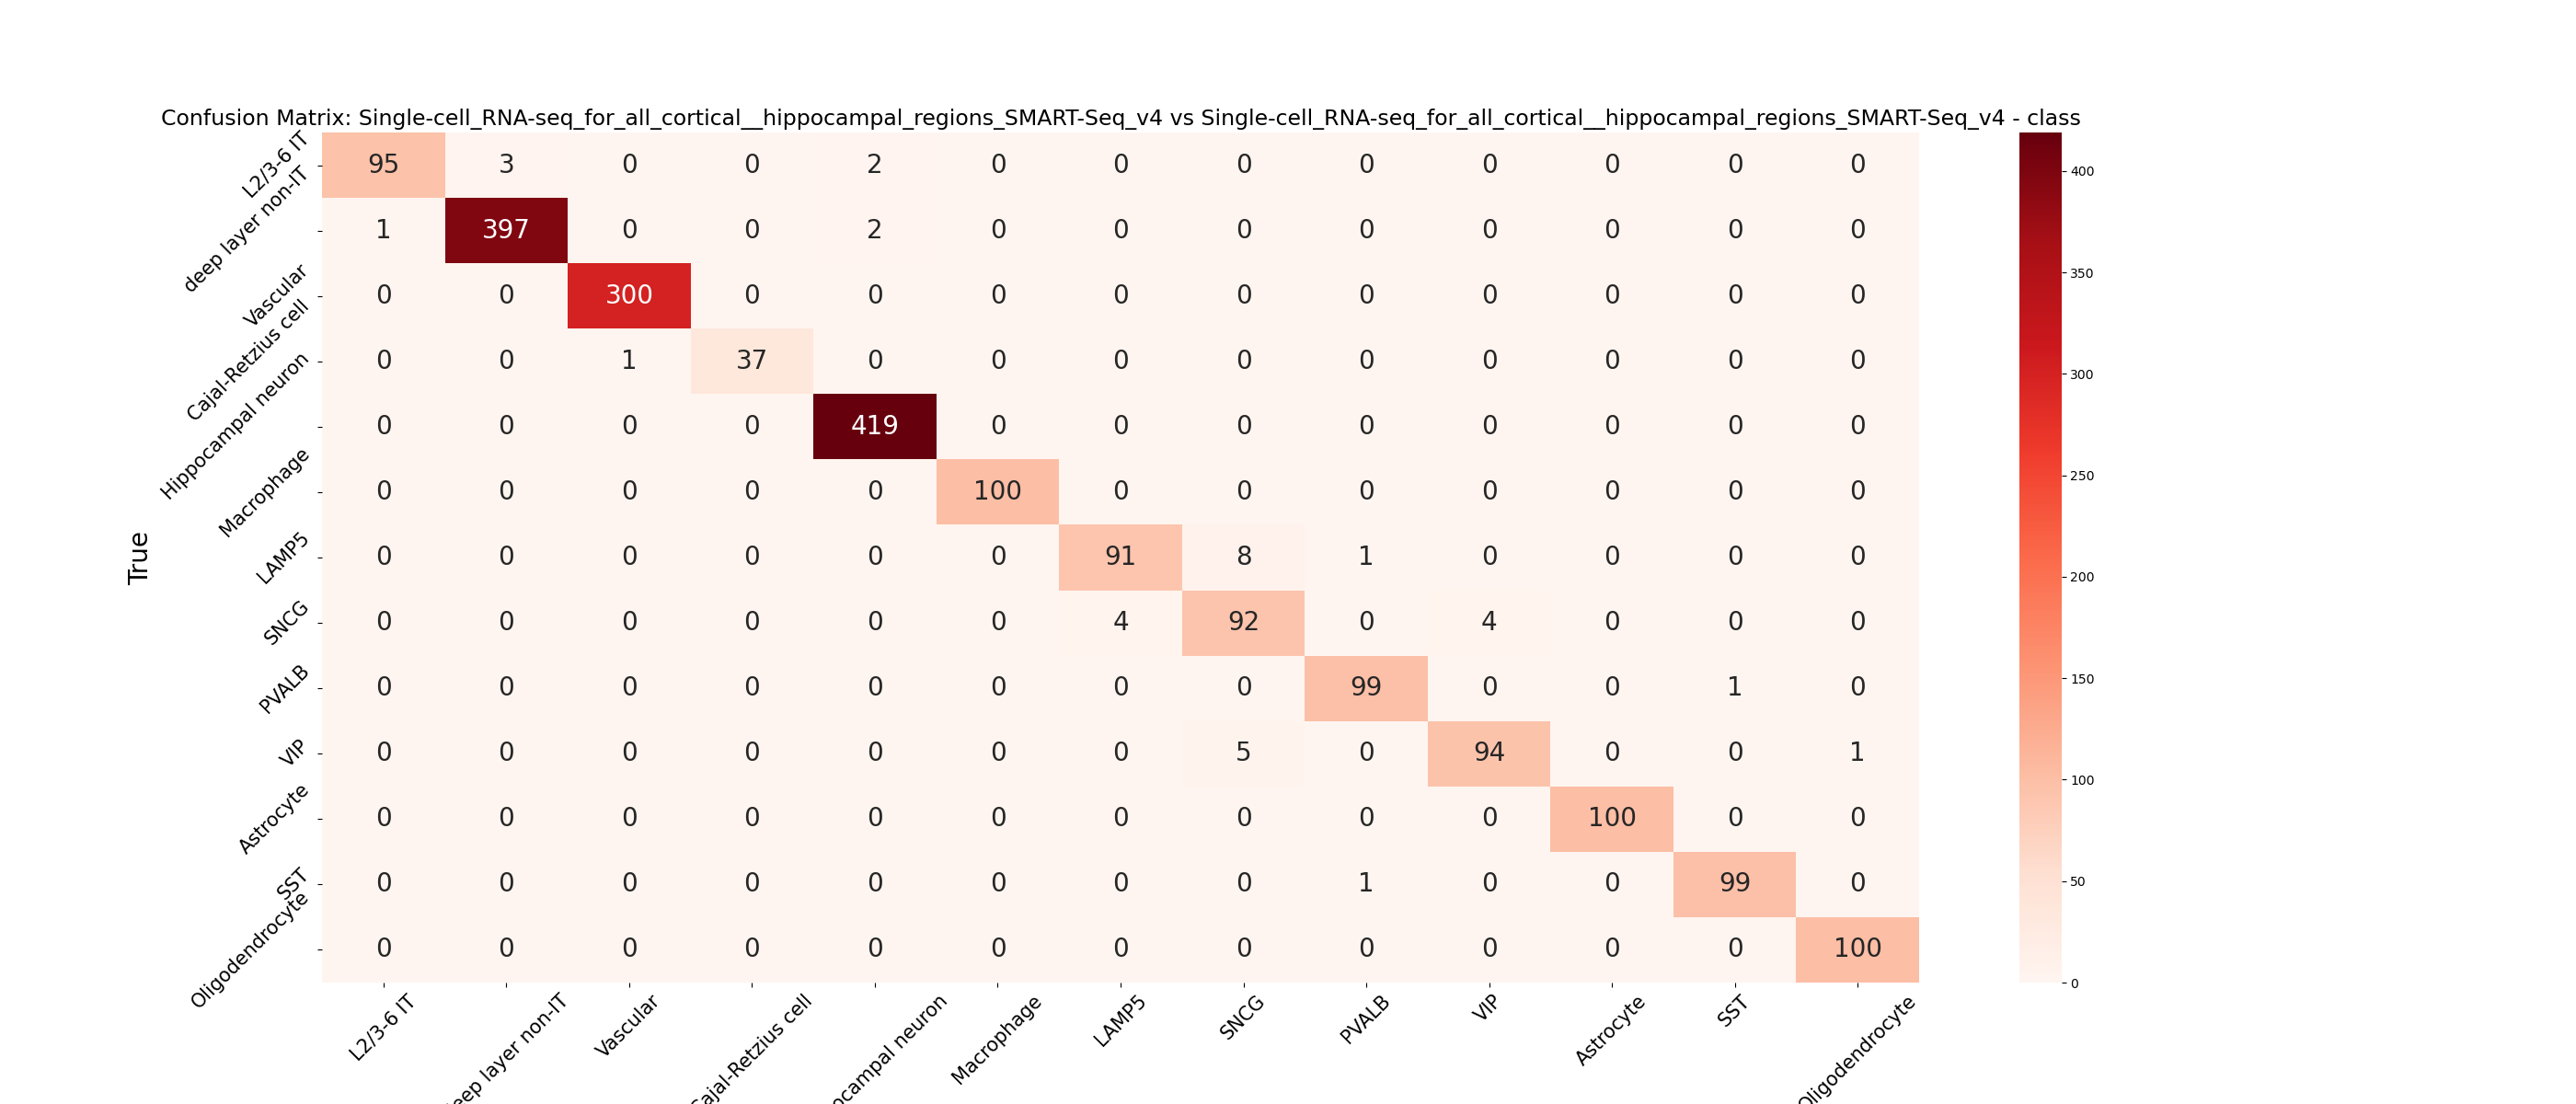 Confusion Matrix: Single-cell_RNA-seq_for_all_cortical__hippocampal_regions_SMART-Seq_v4 vs Single-cell_RNA-seq_for_all_cortical__hippocampal_regions_SMART-Seq_v4 - class
True
L2/3-6 IT 95 3 0 0 2 0 0 0 0 0 0 0 0
deep layer non-IT 1 397 0 0 2 0 0 0 0 0 0 0 0
Vascular 0 0 300 0 0 0 0 0 0 0 0 0 0
Cajal-Retzius cell 0 0 1 37 0 0 0 0 0 0 0 0 0
Hippocampal neuron 0 0 0 0 419 0 0 0 0 0 0 0 0
Macrophage 0 0 0 0 0 100 0 0 0 0 0 0 0
LAMP5 0 0 0 0 0 0 91 8 1 0 0 0 0
SNCG 0 0 0 0 0 0 4 92 0 4 0 0 0
PVALB 0 0 0 0 0 0 0 0 99 0 0 1 0
VIP 0 0 0 0 0 0 0 5 0 94 0 0 1
Astrocyte 0 0 0 0 0 0 0 0 0 0 100 0 0
SST 0 0 0 0 0 0 0 0 1 0 0 99 0
Oligodendrocyte 0 0 0 0 0 0 0 0 0 0 0 0 100
L2/3-6 IT
eep layer non-IT
Vascular
Cajal-Retzius cell
ocampal neuron
Macrophage
LAMP5
SNCG
PVALB
VIP
Astrocyte
SST
Oligodendrocyte
400
350
300
250
200
150
100
50
0